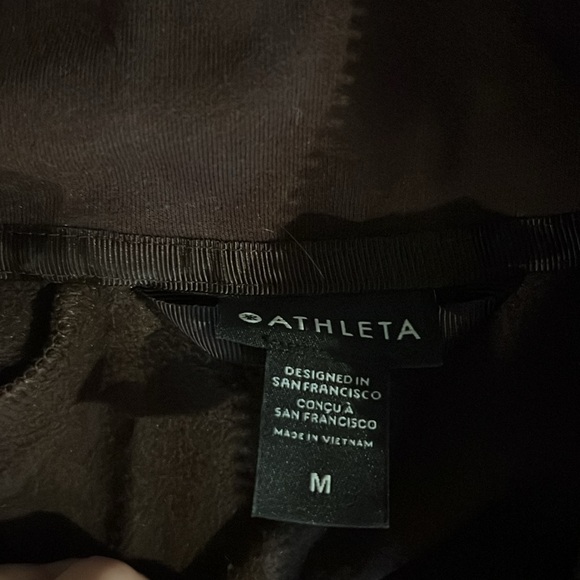 ATHLETA
DESIGNED IN
SAN FRANCISCO
CONÇU À
SAN FRANCISCO
MADE IN VIETNAM
M